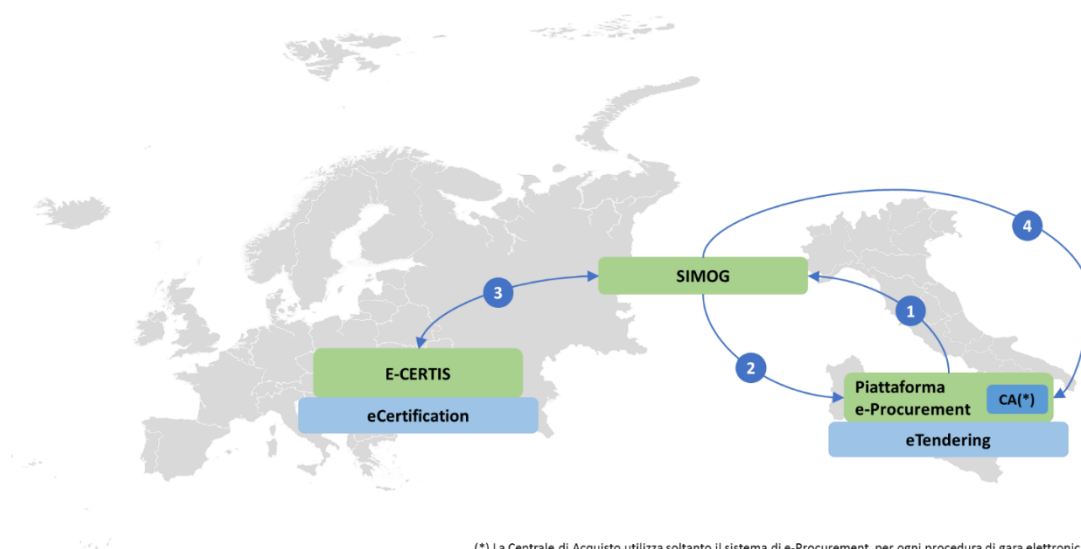 4
SIMOG
3
1
E-CERTIS
2
Piattaforma
e-Procurement
CA(*)
eCertification
eTendering
(*) La Centrale di Acquisto utilizza soltanto il sistema di e-Procurement, per ogni procedura di gara